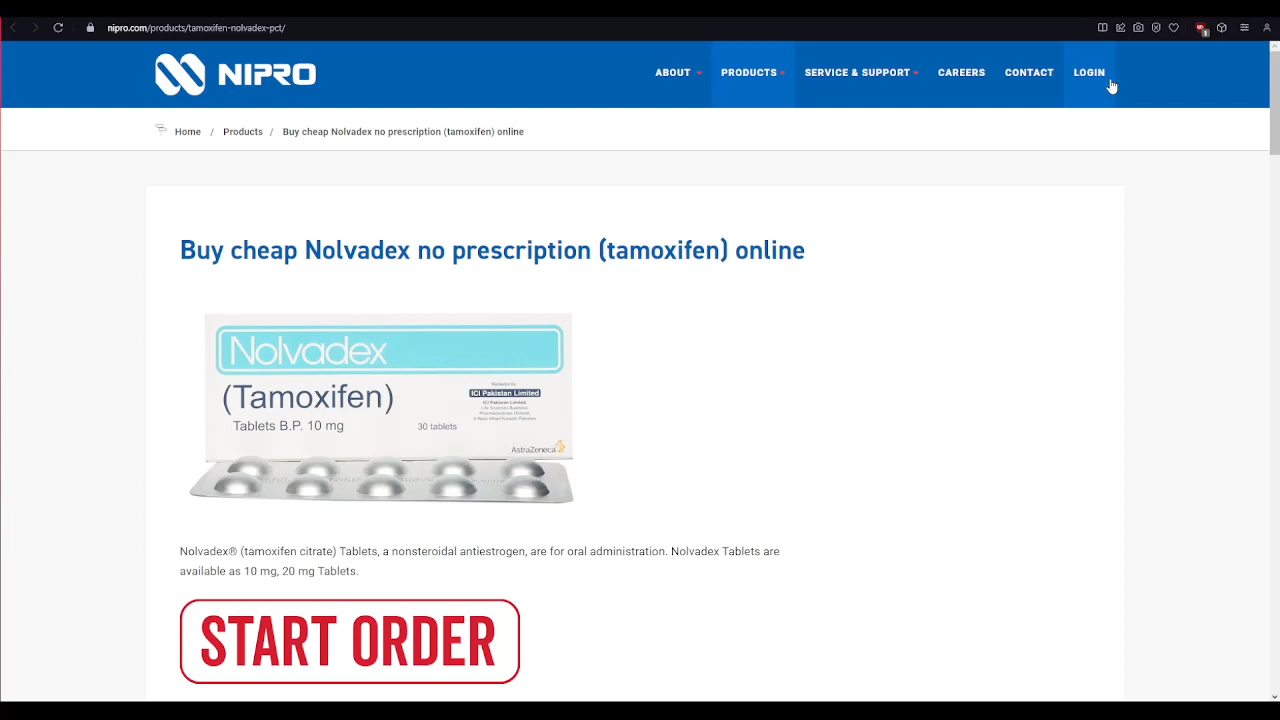 nipro.com/products/tamoxifen-nolvadex-pct/
NIPRO
ABOUT PRODUCTS SERVICE & SUPPORT CAREERS CONTACT LOGIN
Home / Products / Buy cheap Nolvadex no prescription (tamoxifen) online
Buy cheap Nolvadex no prescription (tamoxifen) online
Nolvadex
(Tamoxifen)
ICI Pakistan Limited
ICI Pakistan Limited
Tablets B.P. 10 mg
30 tablets
AstraZeneca
Nolvadex® (tamoxifen citrate) Tablets, a nonsteroidal antiestrogen, are for oral administration. Nolvadex Tablets are
available as 10 mg, 20 mg Tablets.
START ORDER